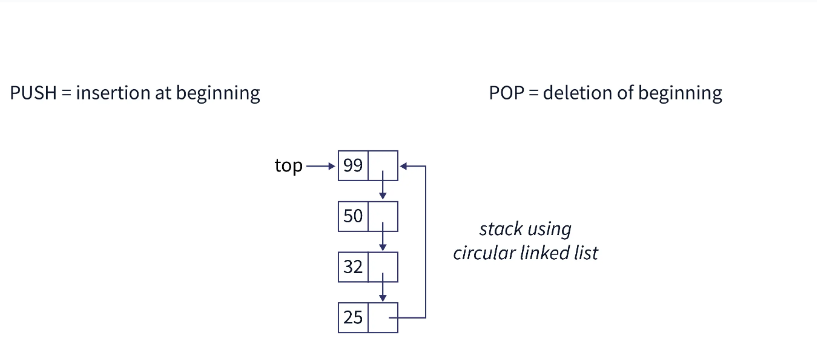 PUSH = insertion at beginning
POP = deletion of beginning
top
99
50
stack using
circular linked list
32
25